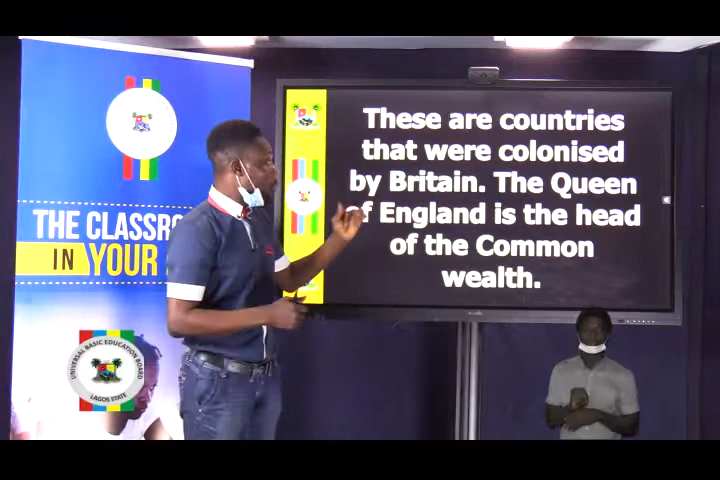 THE CLASSR
IN YOUR
UNIVERSAL BASIC EDUCATION BOARD
LAGOS STATE
These are countries
that were colonised
by Britain. The Queen
of England is the head
of the Common
wealth.